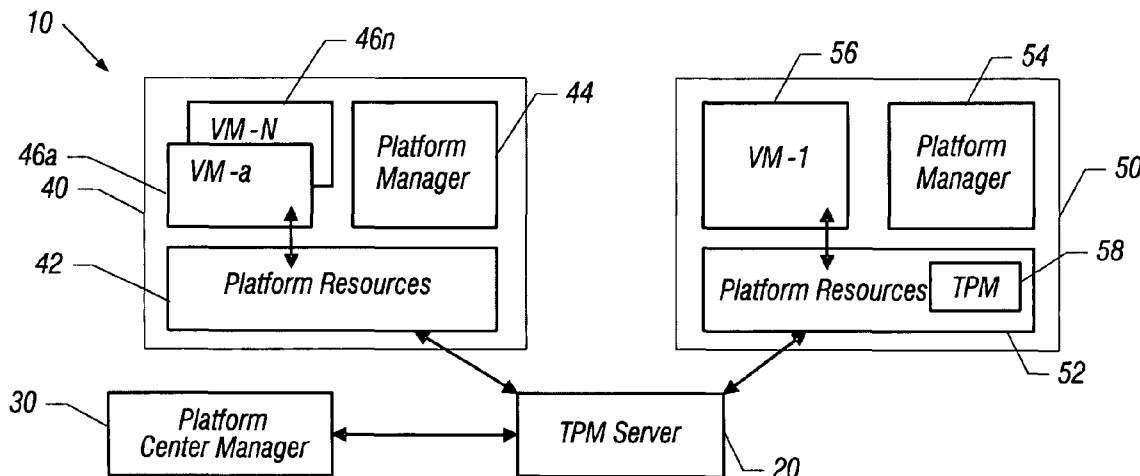 10
46n
56
54
44
VM-N
46a
VM-a
Platform
Manager
VM-1
Platform
Manager
40
50
42
Platform Resources
Platform Resources
TPM
58
52
30
Platform
Center Manager
TPM Server
20